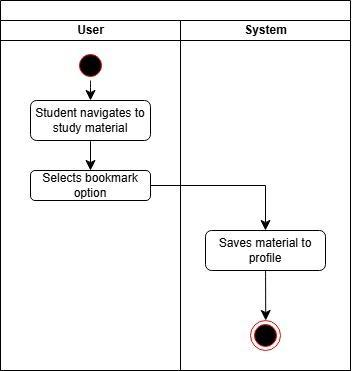 User
System
Student navigates to
study material
Selects bookmark
option
Saves material to
profile